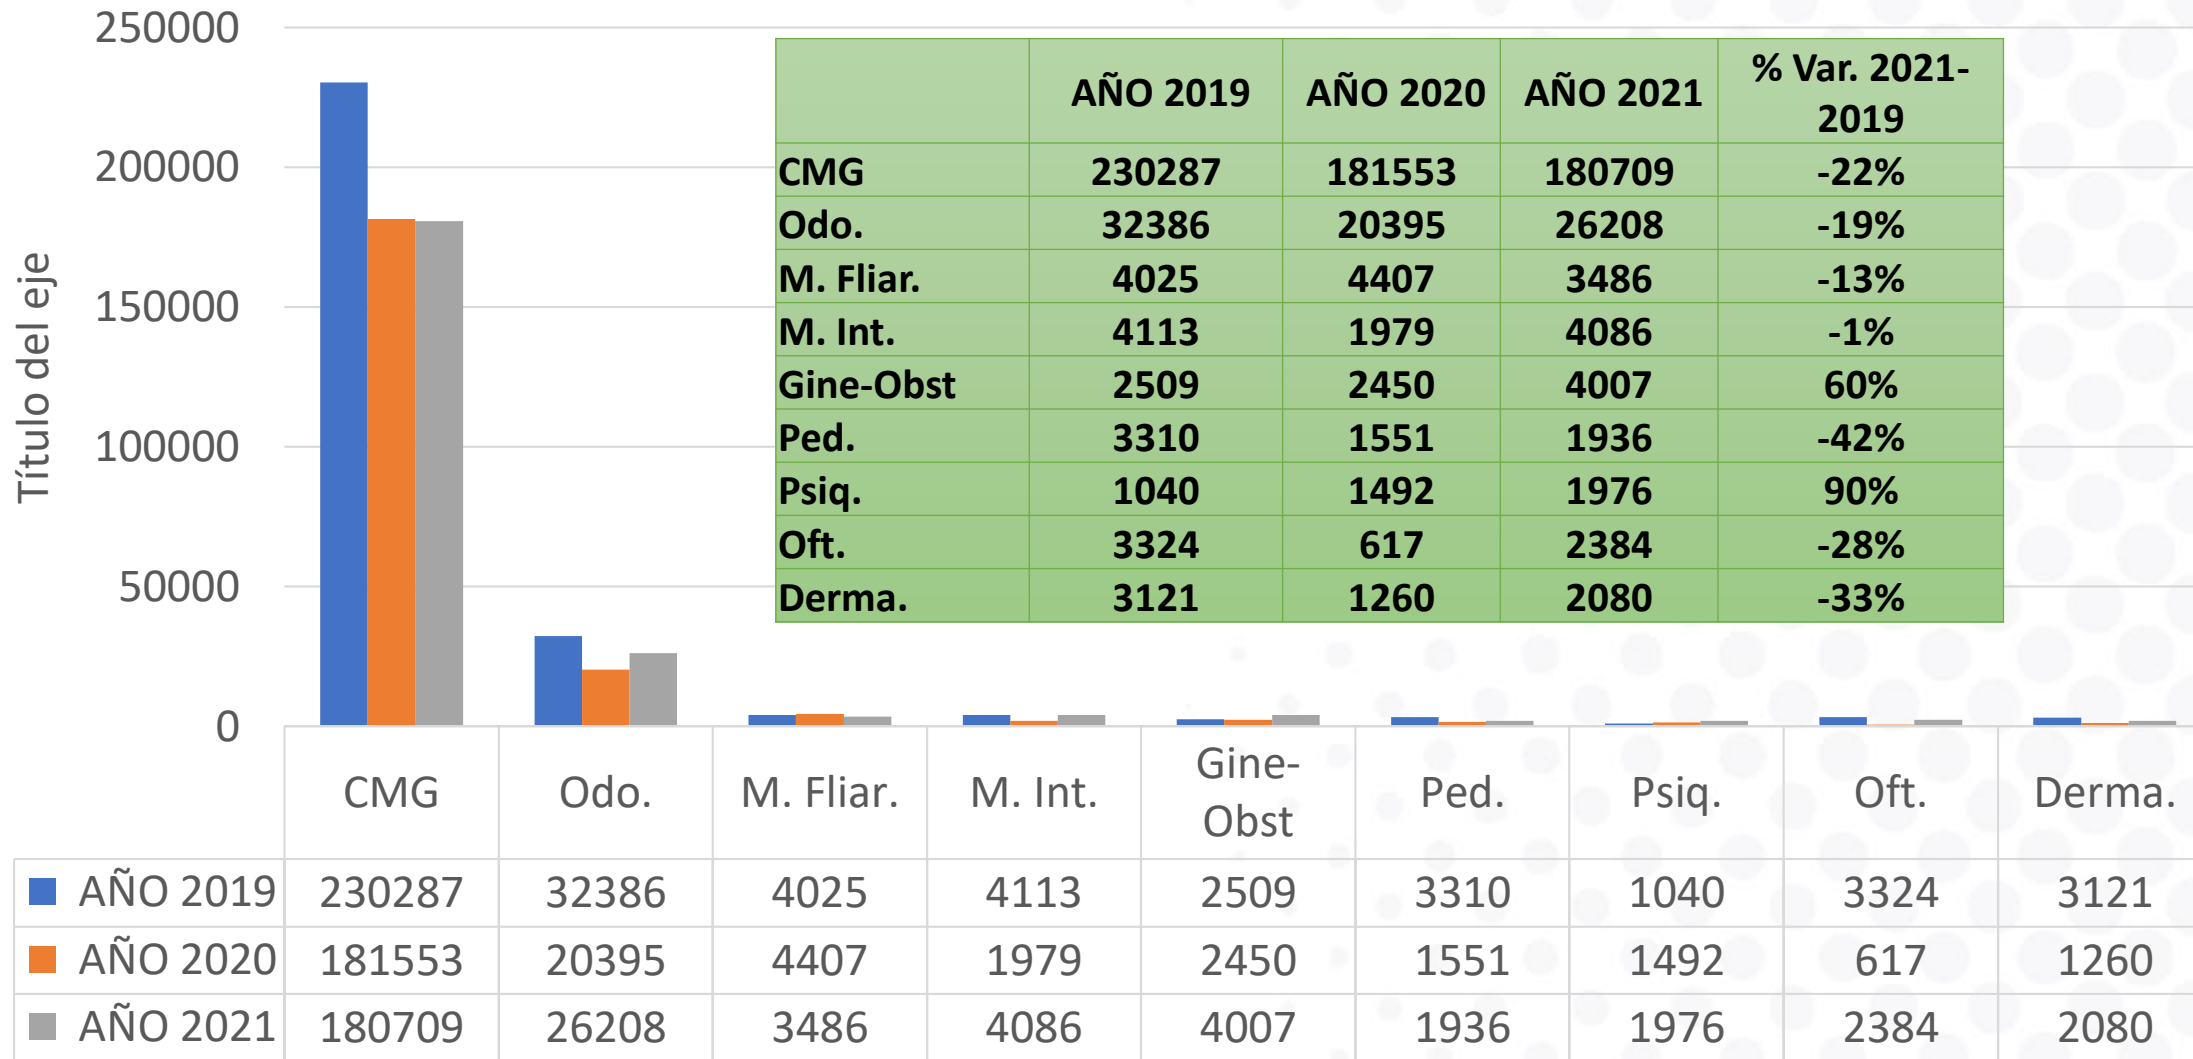 Título del eje
250000
200000
150000
100000
50000
0
AÑO 2019 AÑO 2020 AÑO 2021 % Var. 2021-
2019
CMG 230287 181553 180709 -22%
Odo. 32386 20395 26208 -19%
M. Fliar. 4025 4407 3486 -13%
M. Int. 4113 1979 4086 -1%
Gine-Obst 2509 2450 4007 60%
Ped. 3310 1551 1936 -42%
Psiq. 1040 1492 1976 90%
Oft. 3324 617 2384 -28%
Derma. 3121 1260 2080 -33%
CMG Odo. M. Fliar. M. Int. Gine-
Obst Ped. Psiq. Oft. Derma.
AÑO 2019 230287 32386 4025 4113 2509 3310 1040 3324 3121
AÑO 2020 181553 20395 4407 1979 2450 1551 1492 617 1260
AÑO 2021 180709 26208 3486 4086 4007 1936 1976 2384 2080